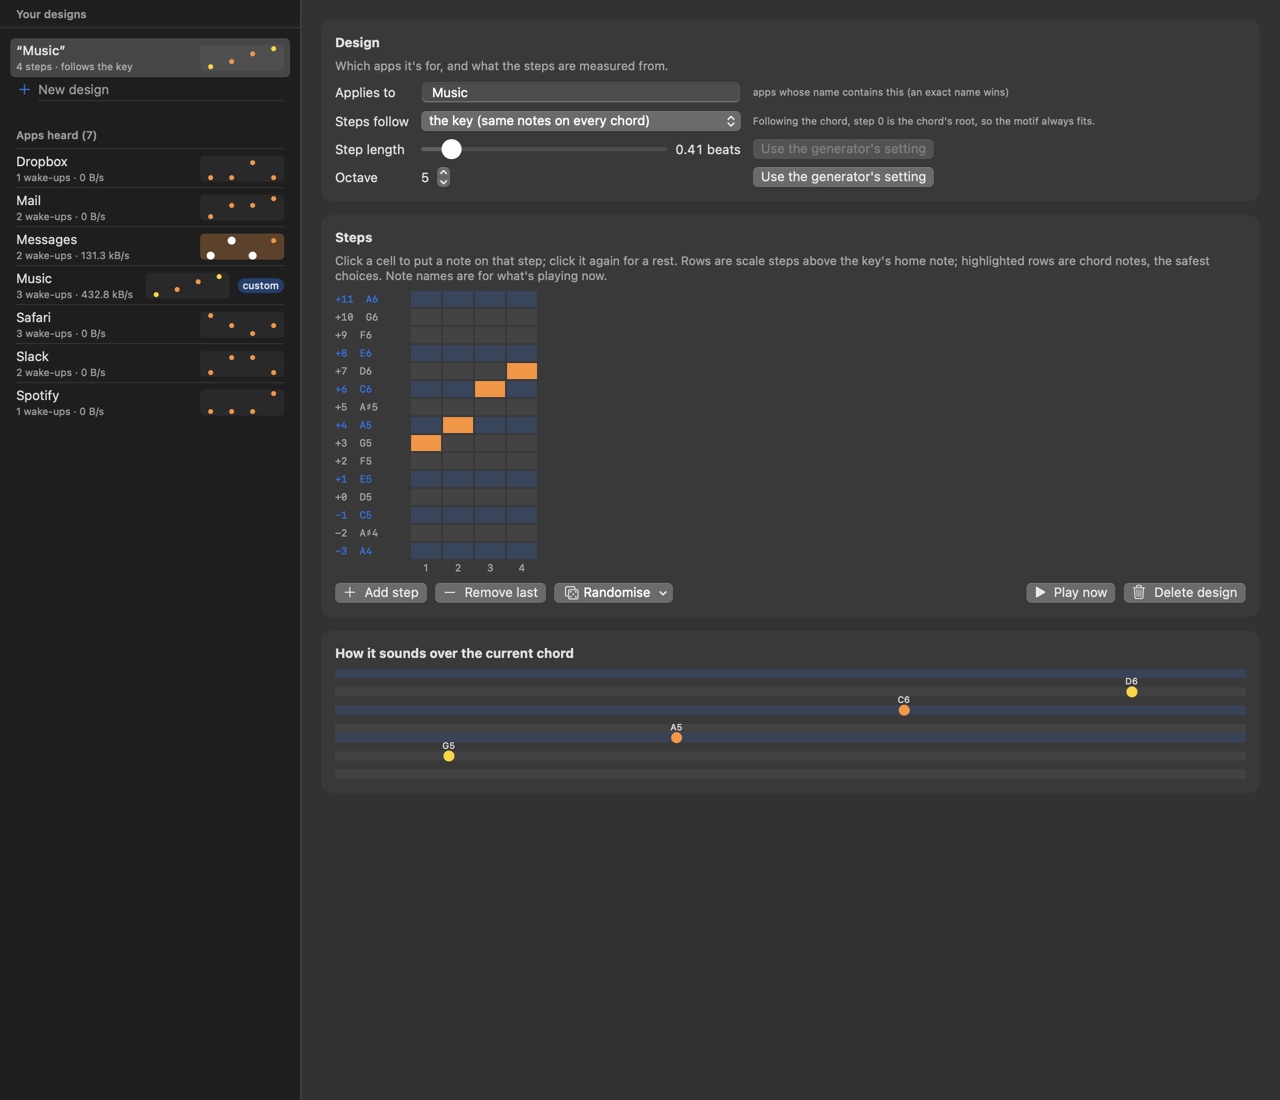 Your designs
“Music”
4 steps · follows the key
New design
Apps heard (7)
Dropbox
1 wake-ups · 0 B/s
Mail
2 wake-ups · 0 B/s
Messages
2 wake-ups · 131.3 kB/s
Music
3 wake-ups · 432.8 kB/s
custom
Safari
3 wake-ups · 0 B/s
Slack
2 wake-ups · 0 B/s
Spotify
1 wake-ups · 0 B/s
Design
Which apps it's for, and what the steps are measured from.
Applies to Music apps whose name contains this (an exact name wins)
Steps follow the key (same notes on every chord) Following the chord, step 0 is the chord's root, so the motif always fits.
Step length 0.41 beats Use the generator's setting
Octave 5 Use the generator's setting
Steps
Click a cell to put a note on that step; click it again for a rest. Rows are scale steps above the key's home note; highlighted rows are chord notes, the safest
choices. Note names are for what's playing now.
+11 A6
+10 G6
+9 F6
+8 E6
+7 D6
+6 C6
+5 A♯5
+4 A5
+3 G5
+2 F5
+1 E5
+0 D5
−1 C5
−2 A♯4
−3 A4
1 2 3 4
Add step Remove last Randomise Play now Delete design
How it sounds over the current chord
D6
C6
A5
G5